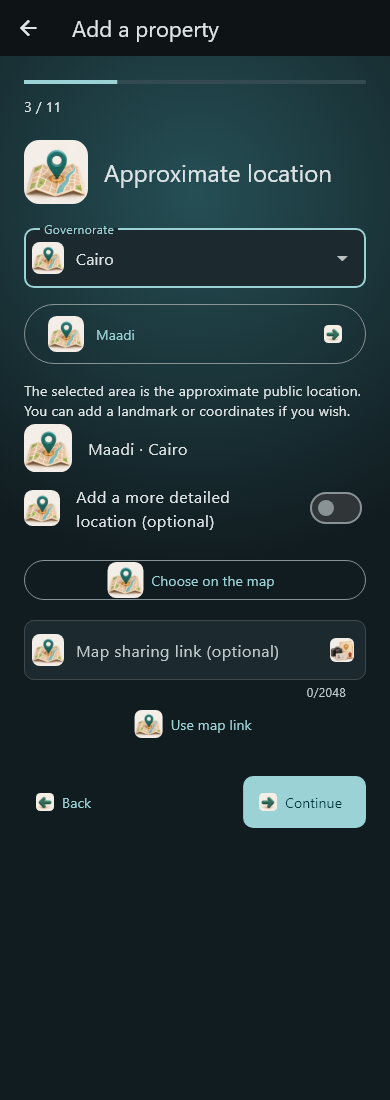 Add a property
3 / 11
Approximate location
Governorate
Cairo
Maadi
The selected area is the approximate public location.
You can add a landmark or coordinates if you wish.
Maadi · Cairo
Add a more detailed
location (optional)
Choose on the map
Map sharing link (optional)
0/2048
Use map link
Back
Continue